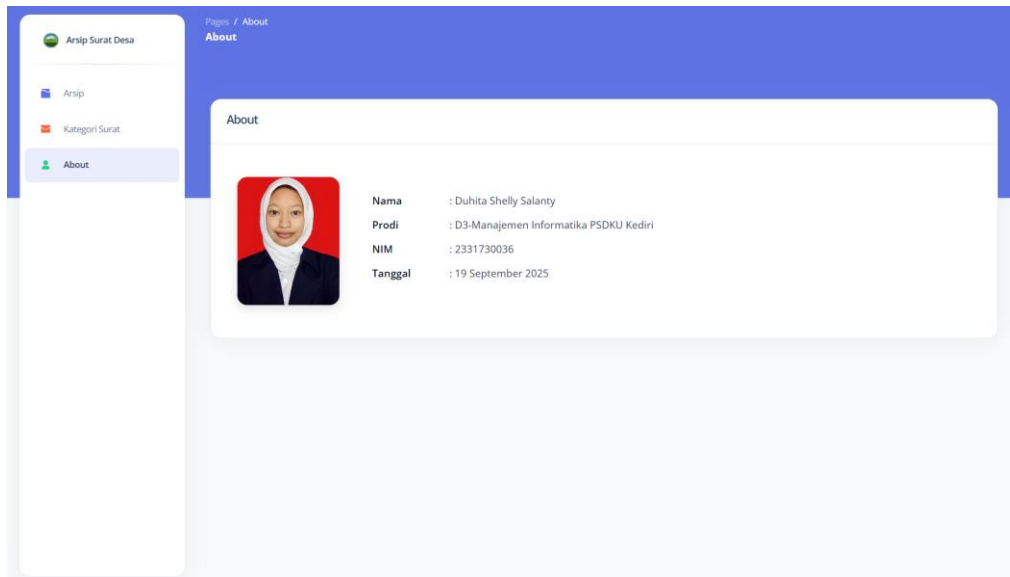 Arsip Surat Desa
Arsip
Kategori Surat
About
Pages / About
About
About
Nama : Duhita Shelly Salanty
Prodi : D3-Manajemen Informatika PSDKU Kediri
NIM : 2331730036
Tanggal : 19 September 2025